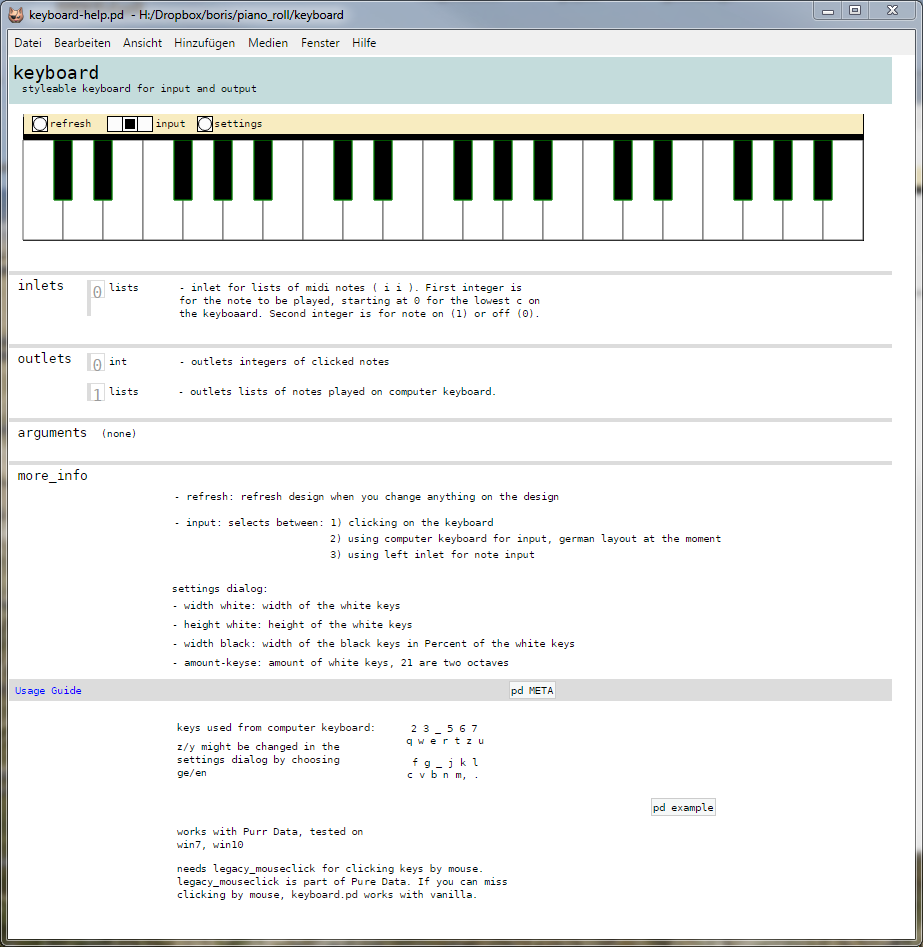 keyboard-help.pd - H:/Dropbox/boris/piano_roll/keyboard
Datei Bearbeiten Ansicht Hinzufügen Medien Fenster Hilfe
keyboard
styleable keyboard for input and output
refresh input settings
inlets 0 lists - inlet for lists of midi notes ( i i ). First integer is
for the note to be played, starting at 0 for the lowest c on
the keyboaard. Second integer is for note on (1) or off (0).
outlets 0 int - outlets integers of clicked notes
1 lists - outlets lists of notes played on computer keyboard.
arguments (none)
more_info
- refresh: refresh design when you change anything on the design
- input: selects between: 1) clicking on the keyboard
2) using computer keyboard for input, german layout at the moment
3) using left inlet for note input
settings dialog:
- width white: width of the white keys
- height white: height of the white keys
- width black: width of the black keys in Percent of the white keys
- amount-keyse: amount of white keys, 21 are two octaves
Usage Guide pd META
keys used from computer keyboard: 2 3 _ 5 6 7
q w e r t z u
z/y might be changed in the
settings dialog by choosing
ge/en
f g _ j k l
c v b n m, .
pd example
works with Purr Data, tested on
win7, win10
needs legacy_mouseclick for clicking keys by mouse.
legacy_mouseclick is part of Pure Data. If you can miss
clicking by mouse, keyboard.pd works with vanilla.